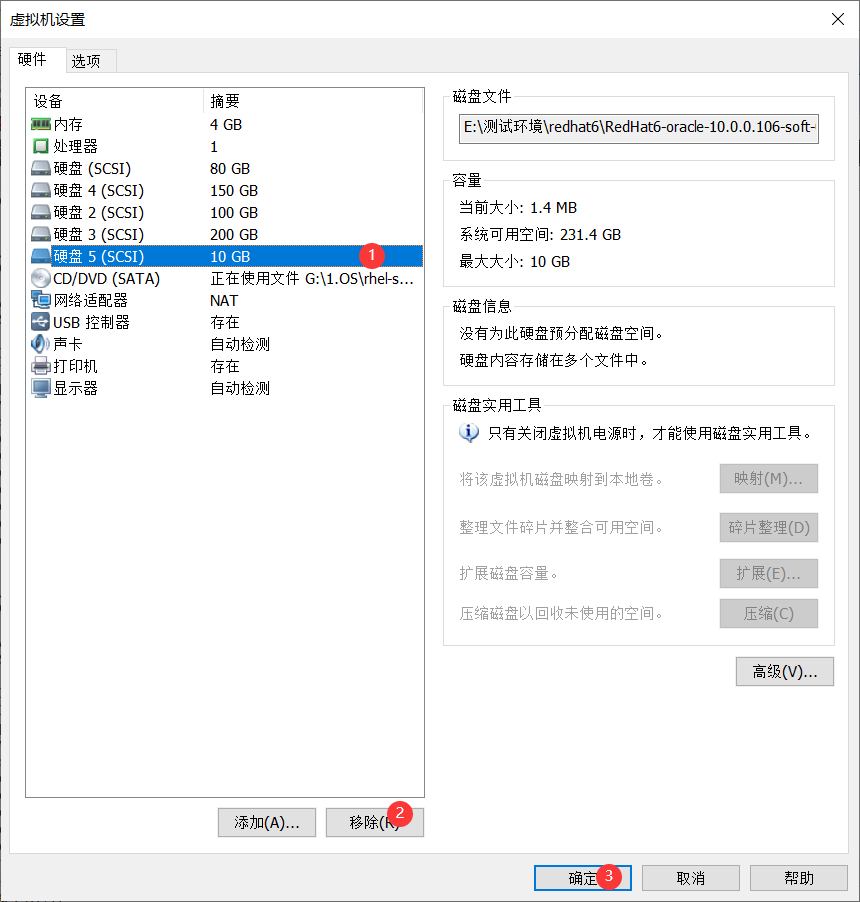 虚拟机设置
硬件 选项
设备 摘要
内存 4 GB
处理器 1
硬盘 (SCSI) 80 GB
硬盘 4 (SCSI) 150 GB
硬盘 2 (SCSI) 100 GB
硬盘 3 (SCSI) 200 GB
硬盘 5 (SCSI) 10 GB 1
CD/DVD (SATA) 正在使用文件 G:\1.OS\rhel-s...
网络适配器 NAT
USB 控制器 存在
声卡 自动检测
打印机 存在
显示器 自动检测
添加(A)... 移除(R) 2
磁盘文件
E:\测试环境\redhat6\RedHat6-oracle-10.0.0.106-soft-
容量
当前大小: 1.4 MB
系统可用空间: 231.4 GB
最大大小: 10 GB
磁盘信息
没有为此硬盘预分配磁盘空间。
硬盘内容存储在多个文件中。
磁盘实用工具
只有关闭虚拟机电源时，才能使用磁盘实用工具。
将该虚拟机磁盘映射到本地卷。 映射(M)...
整理文件碎片并整合可用空间。 碎片整理(D)
扩展磁盘容量。 扩展(E)...
压缩磁盘以回收未使用的空间。 压缩(C)
高级(V)...
确定 3 取消 帮助